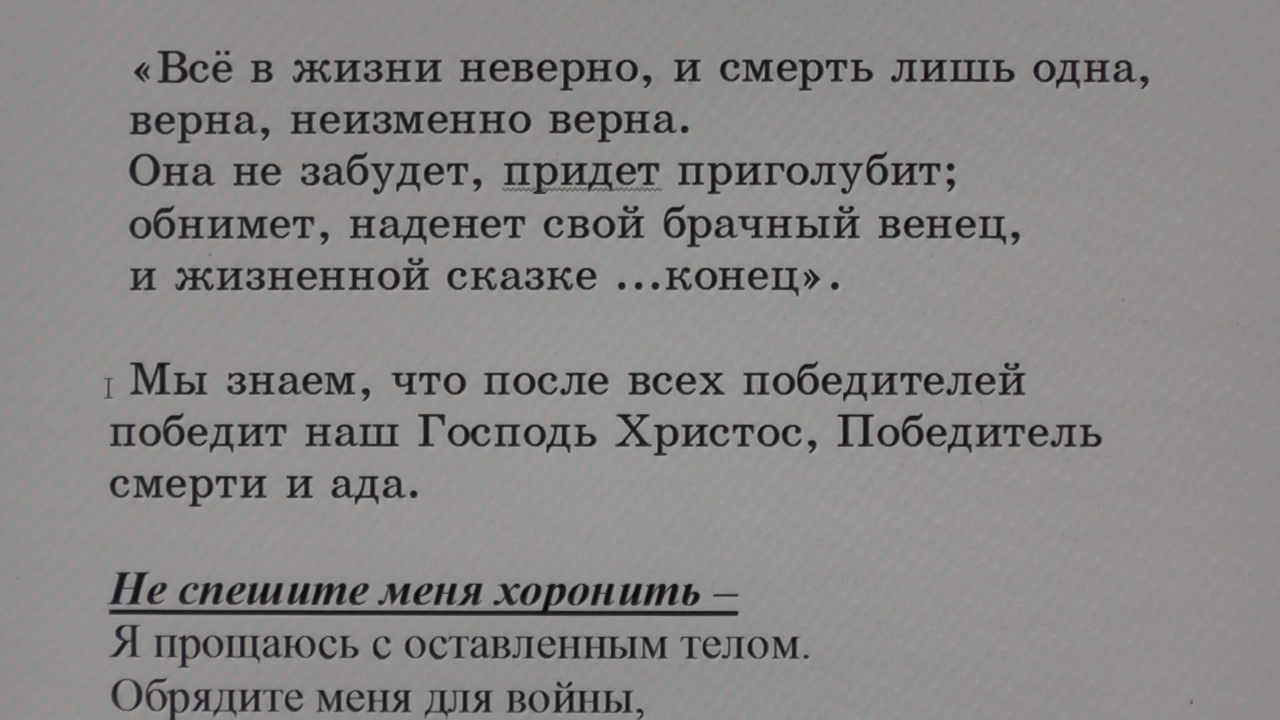 «Всё в жизни неверно, и смерть лишь одна,
верна, неизменно верна.
Она не забудет, придет приголубит;
обнимет, наденет свой брачный венец,
и жизненной сказке ...конец».
Мы знаем, что после всех победителей
победит наш Господь Христос, Победитель
смерти и ада.
Не спешите меня хоронить –
Я прощаюсь с оставленным телом.
Обрядите меня для войны,